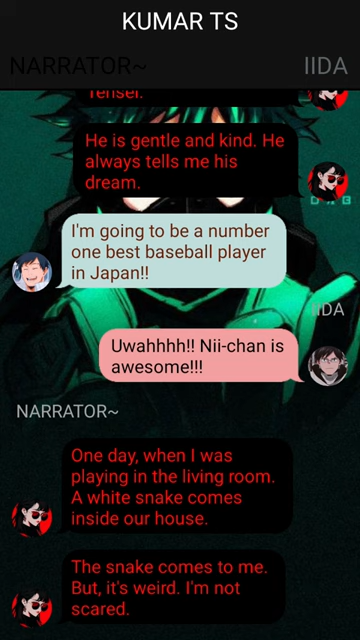 KUMAR TS
NARRATOR~
IIDA
Tensei.
He is gentle and kind. He
always tells me his
dream.
I'm going to be a number
one best baseball player
in Japan!!
IIDA
Uwahhhh!! Nii-chan is
awesome!!!
NARRATOR~
One day, when I was
playing in the living room.
A white snake comes
inside our house.
The snake comes to me.
But, it's weird. I'm not
scared.